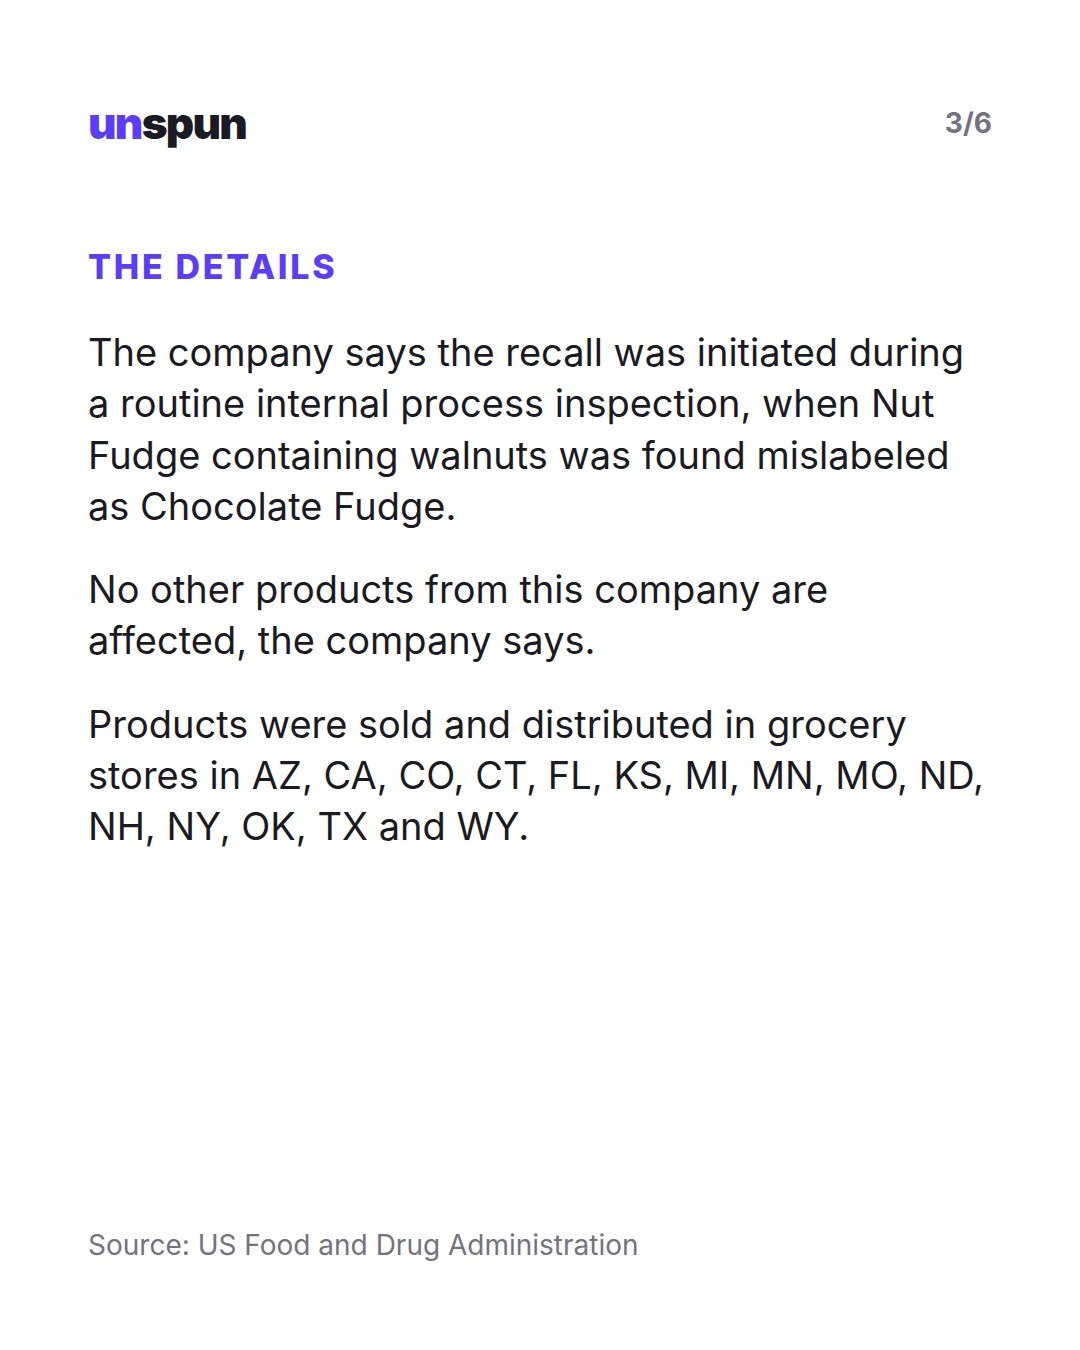 unspun
3/6
THE DETAILS
The company says the recall was initiated during
a routine internal process inspection, when Nut
Fudge containing walnuts was found mislabeled
as Chocolate Fudge.
No other products from this company are
affected, the company says.
Products were sold and distributed in grocery
stores in AZ, CA, CO, CT, FL, KS, MI, MN, MO, ND,
NH, NY, OK, TX and WY.
Source: US Food and Drug Administration